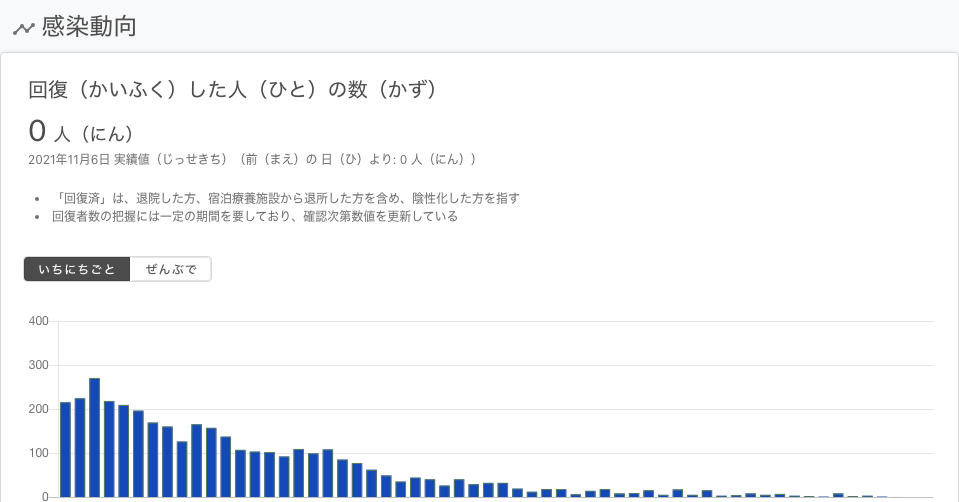 感染動向
回復（かいふく）した人（ひと）の数（かず）
0 人（にん）
2021年11月6日 実績値（じっせきち）（前（まえ）の 日（ひ）より: 0 人（にん））
• 「回復済」は、退院した方、宿泊療養施設から退所した方を含め、陰性化した方を指す
• 回復者数の把握には一定の期間を要しており、確認次第数値を更新している
いちにちごと ぜんぶで
400
300
200
100
0